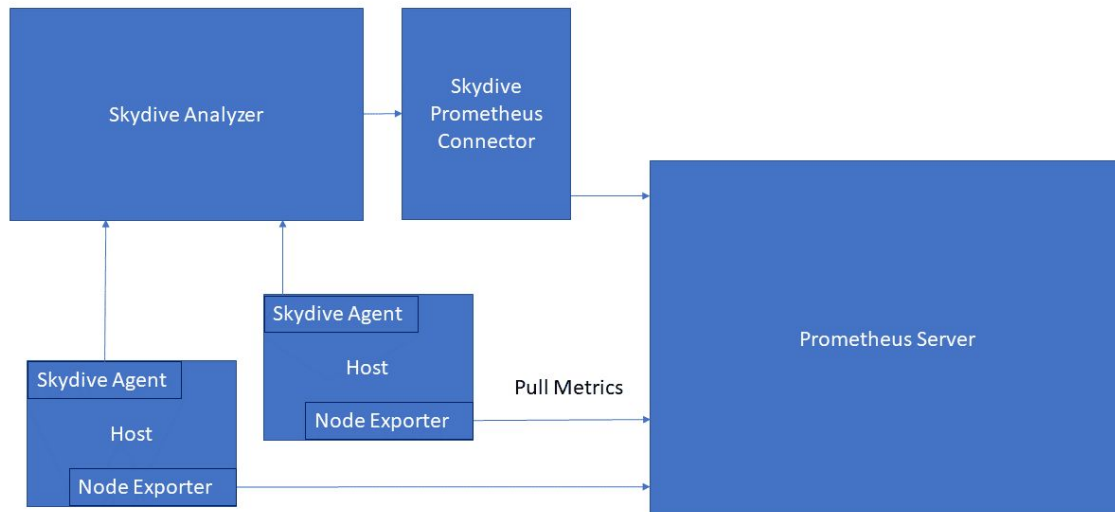 Skydive Analyzer
Skydive
Prometheus
Connector
Prometheus Server
Skydive Agent
Host
Node Exporter
Pull Metrics
Skydive Agent
Host
Node Exporter